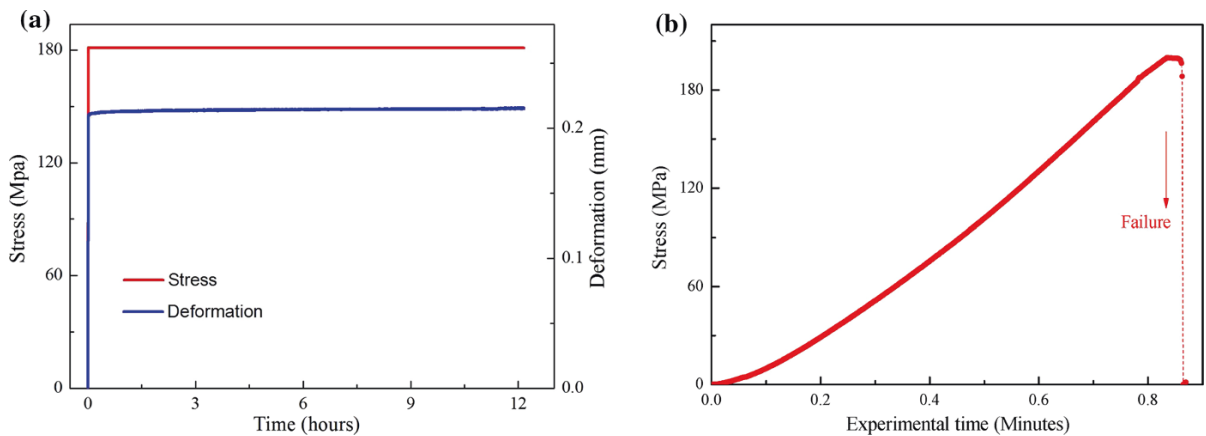 (a)
180
120
60
0
Stress (Mpa)
0.2
0.1
0.0
Deformation (mm)
Stress
Deformation
0
3
6
9
12
Time (hours)
(b)
180
120
60
0
Stress (MPa)
Failure
0.0
0.2
0.4
0.6
0.8
Experimental time (Minutes)